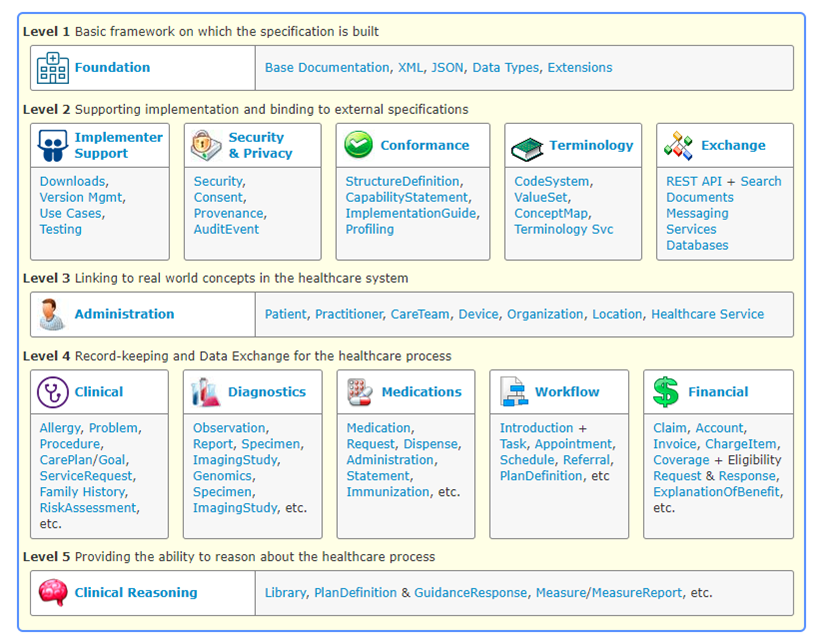 Level 1 Basic framework on which the specification is built
Foundation
Base Documentation, XML, JSON, Data Types, Extensions
Level 2 Supporting implementation and binding to external specifications
Implementer
Support
Downloads,
Version Mgmt,
Use Cases,
Testing
Security
& Privacy
Security,
Consent,
Provenance,
AuditEvent
Conformance
StructureDefinition,
CapabilityStatement,
ImplementationGuide,
Profiling
Terminology
CodeSystem,
ValueSet,
ConceptMap,
Terminology Svc
Exchange
REST API + Search
Documents
Messaging
Services
Databases
Level 3 Linking to real world concepts in the healthcare system
Administration
Patient, Practitioner, CareTeam, Device, Organization, Location, Healthcare Service
Level 4 Record-keeping and Data Exchange for the healthcare process
Clinical
Allergy, Problem,
Procedure,
CarePlan/Goal,
ServiceRequest,
Family History,
RiskAssessment,
etc.
Diagnostics
Observation,
Report, Specimen,
ImagingStudy,
Genomics,
Specimen,
ImagingStudy, etc.
Medications
Medication,
Request, Dispense,
Administration,
Statement,
Immunization, etc.
Workflow
Introduction +
Task, Appointment,
Schedule, Referral,
PlanDefinition, etc
Financial
Claim, Account,
Invoice, ChargeItem,
Coverage + Eligibility
Request & Response,
ExplanationOfBenefit,
etc.
Level 5 Providing the ability to reason about the healthcare process
Clinical Reasoning
Library, PlanDefinition & GuidanceResponse, Measure/MeasureReport, etc.